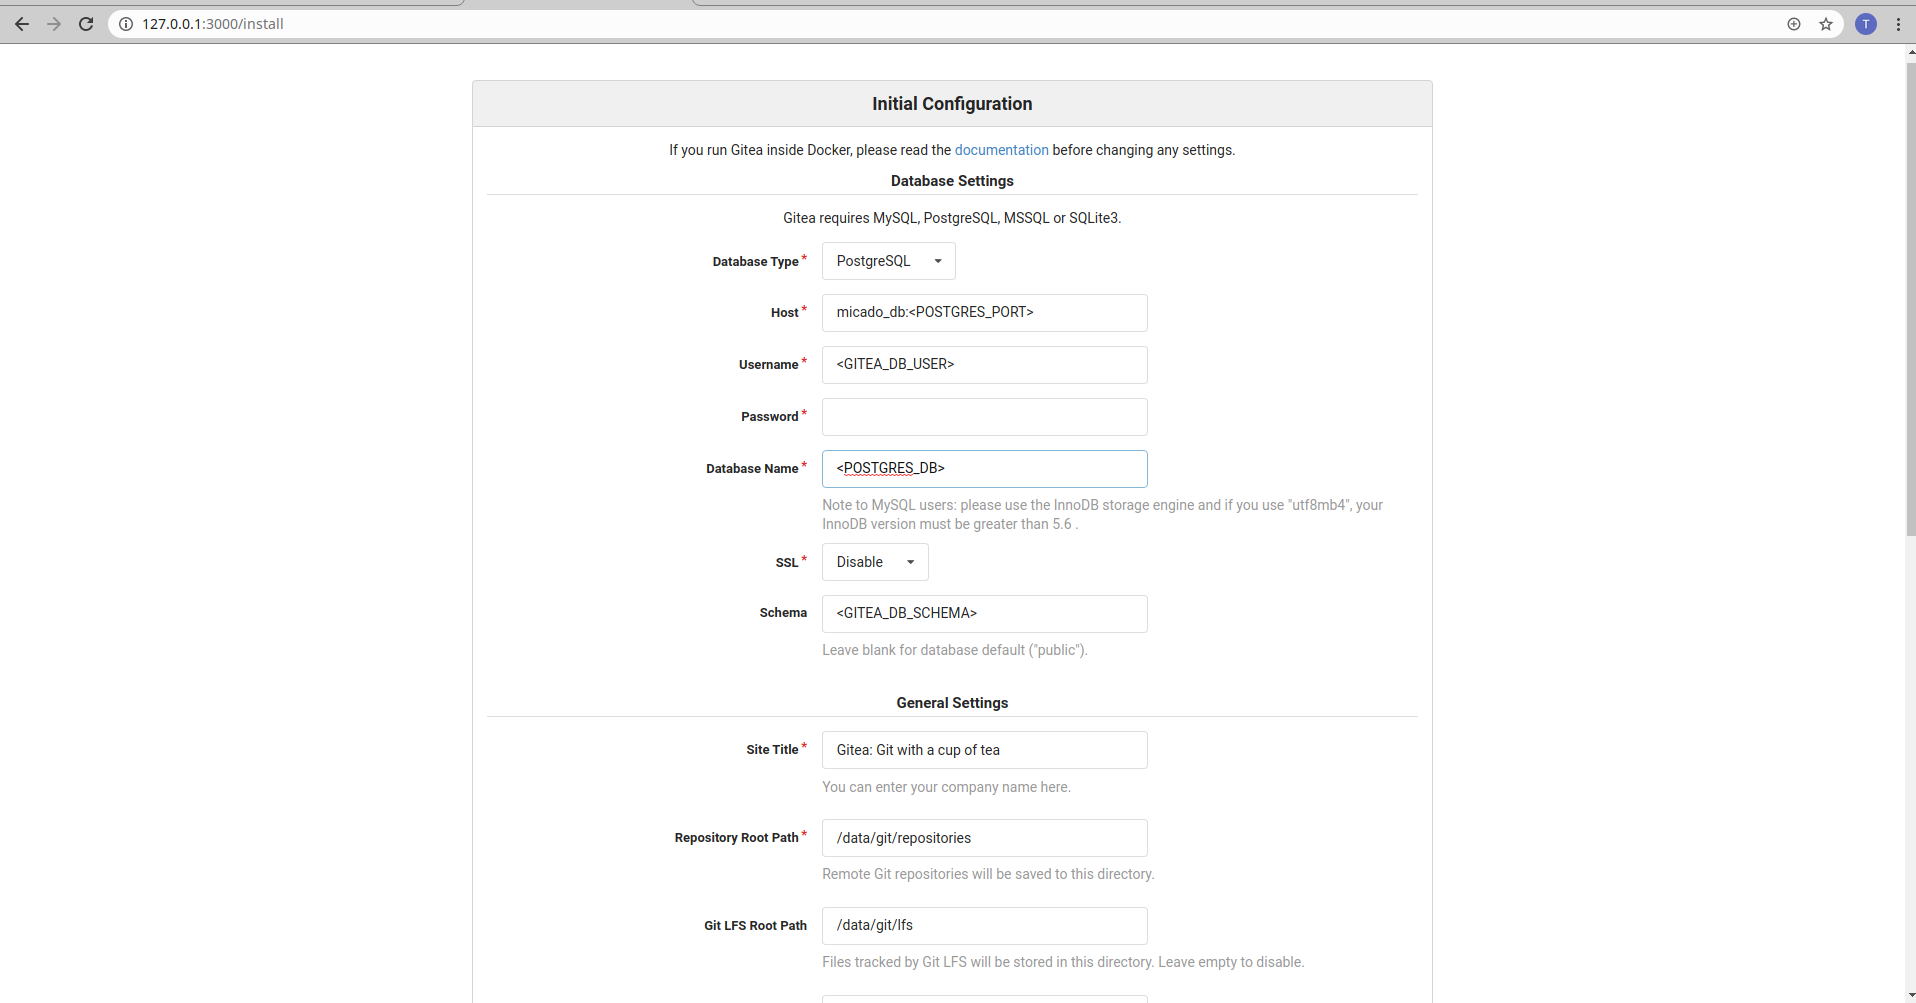 127.0.0.1:3000/install
T
Initial Configuration
If you run Gitea inside Docker, please read the documentation before changing any settings.
Database Settings
Gitea requires MySQL, PostgreSQL, MSSQL or SQLite3.
Database Type* PostgreSQL
Host* micado_db:<POSTGRES_PORT>
Username* <GITEA_DB_USER>
Password*
Database Name* <POSTGRES_DB>
Note to MySQL users: please use the InnoDB storage engine and if you use "utf8mb4", your
InnoDB version must be greater than 5.6 .
SSL* Disable
Schema <GITEA_DB_SCHEMA>
Leave blank for database default ("public").
General Settings
Site Title* Gitea: Git with a cup of tea
You can enter your company name here.
Repository Root Path* /data/git/repositories
Remote Git repositories will be saved to this directory.
Git LFS Root Path /data/git/lfs
Files tracked by Git LFS will be stored in this directory. Leave empty to disable.